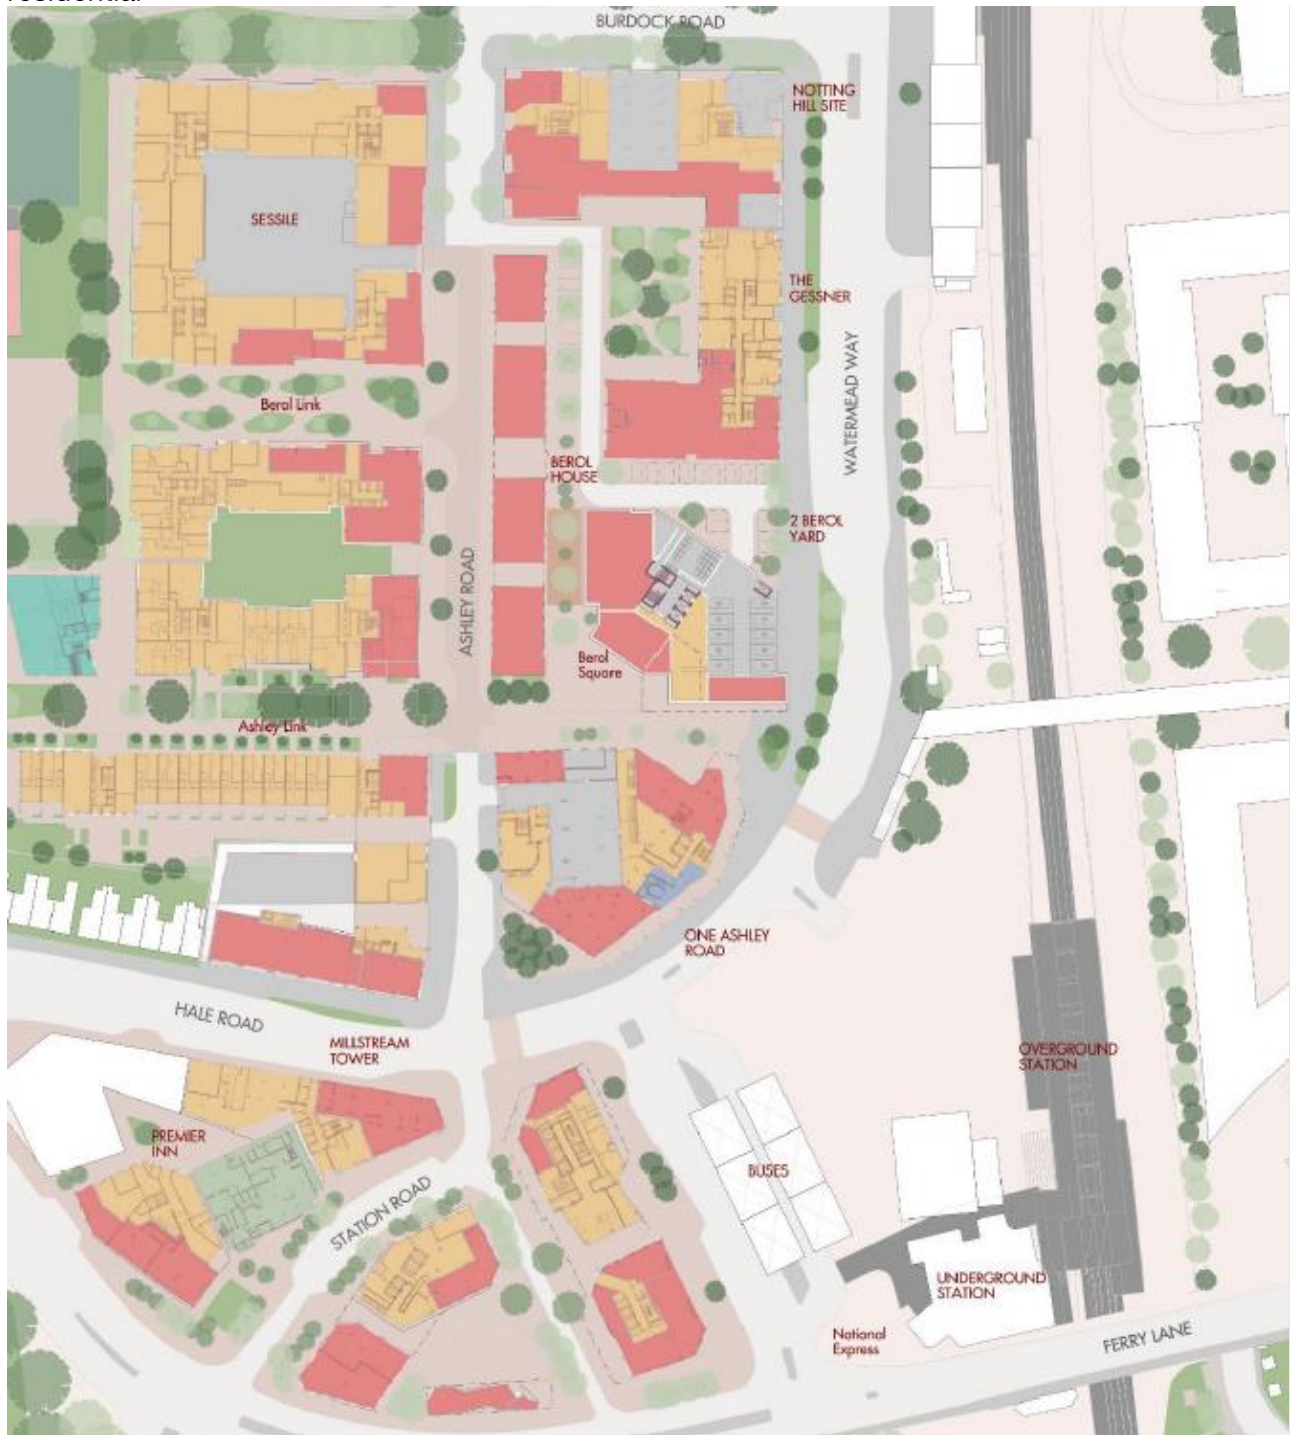 residential
BURDOCK ROAD
NOTTING
HILL SITE
SESSILE
THE
GESSNER
WATERMEAD WAY
Berol Link
BEROL
HOUSE
2 BEROL
YARD
ASHLEY ROAD
Berol
Square
Ashley Link
ONE ASHLEY
ROAD
HALE ROAD
MILLSTREAM
TOWER
OVERGROUND
STATION
PREMIER
INN
BUSES
STATION ROAD
UNDERGROUND
STATION
National
Express
FERRY LANE